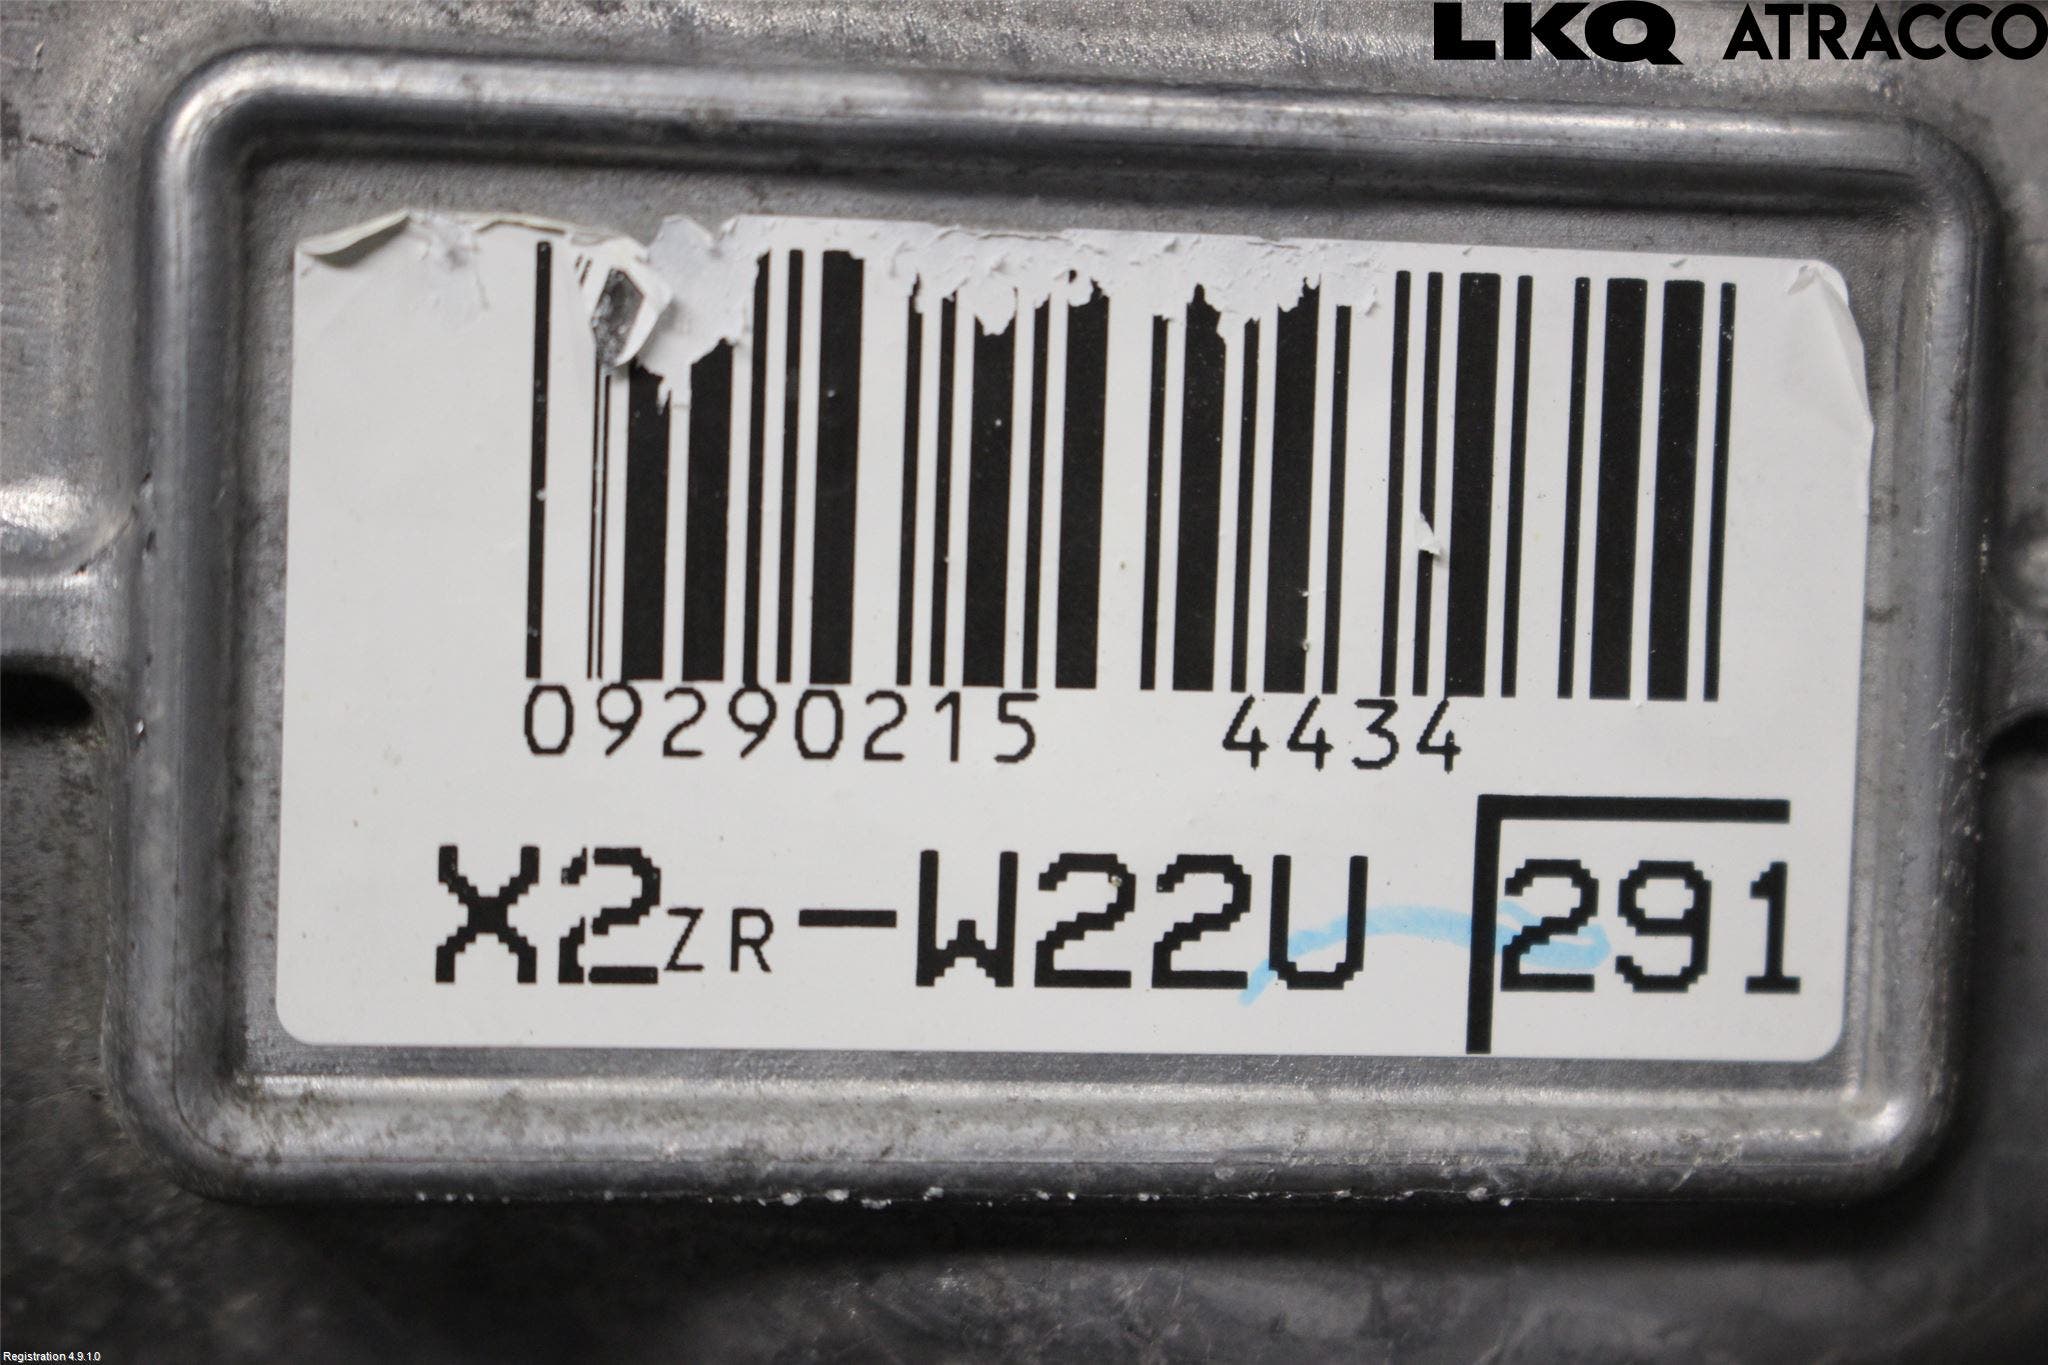 LKQ ATRACCO
09290215 4434
X2ZR-W22U 291
Registration 4.9.1.0